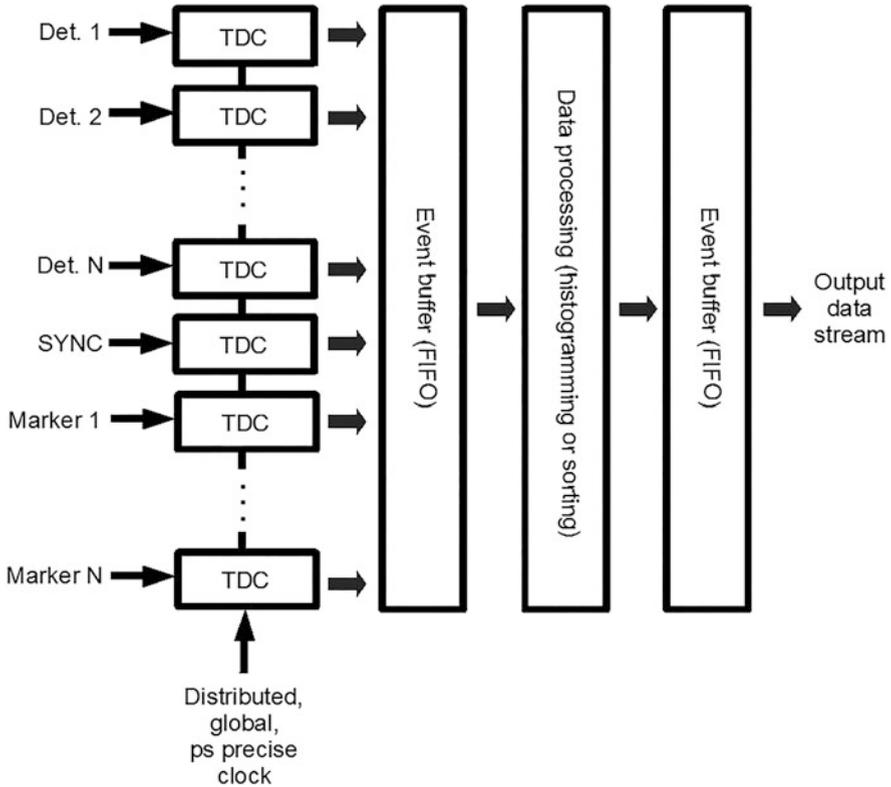 Det. 1
TDC
Det. 2
TDC
Det. N
TDC
SYNC
TDC
Marker 1
TDC
Marker N
TDC
Distributed,
global,
ps precise
clock
Event buffer (FIFO)
Data processing (histogramming or sorting)
Event buffer (FIFO)
Output
data
stream